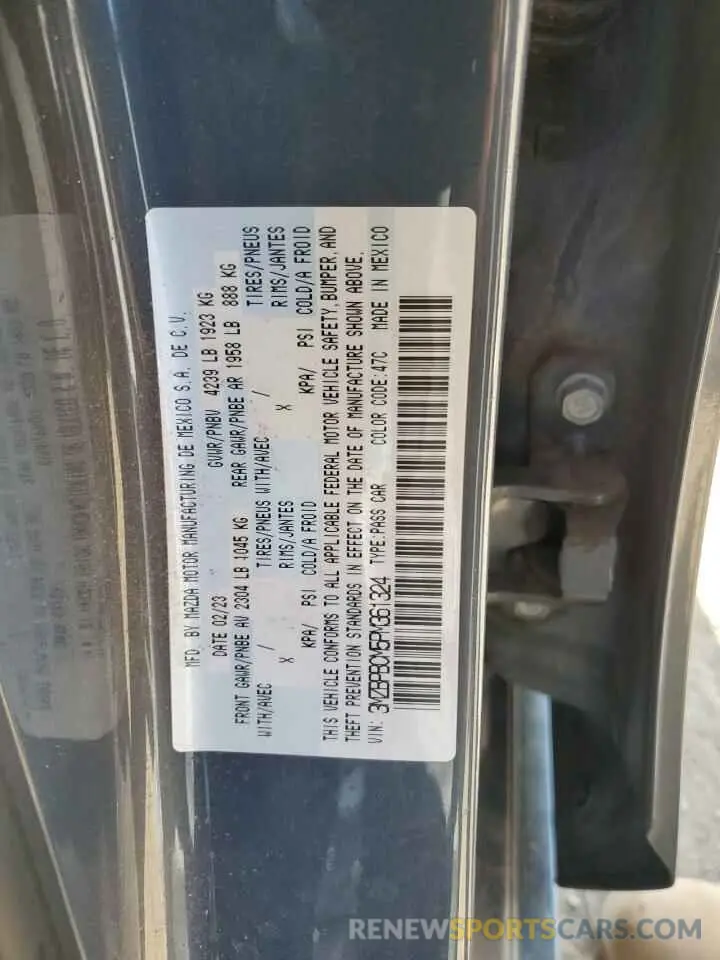 MFD. BY MAZDA MOTOR MANUFACTURING DE MEXICO S.A. DE C.V.
DATE 02/23 GVWR/PNBV 4239 LB 1923 KG
FRONT GAWR/PNBE AV 2304 LB 1045 KG REAR GAWR/PNBE AR 1958 LB 888 KG
WITH/AVEC / TIRES/PNEUS WITH/AVEC / TIRES/PNEUS
X RIMS/JANTES X RIMS/JANTES
KPA/ PSI COLD/A FROID KPA/ PSI COLD/A FROID
THIS VEHICLE CONFORMS TO ALL APPLICABLE FEDERAL MOTOR VEHICLE SAFETY, BUMPER, AND
THEFT PREVENTION STANDARDS IN EFFECT ON THE DATE OF MANUFACTURE SHOWN ABOVE.
VIN: 3MZBPBCM5PM361324 TYPE:PASS CAR COLOR CODE:47C MADE IN MEXICO
RENEWSPORTSCARS.COM